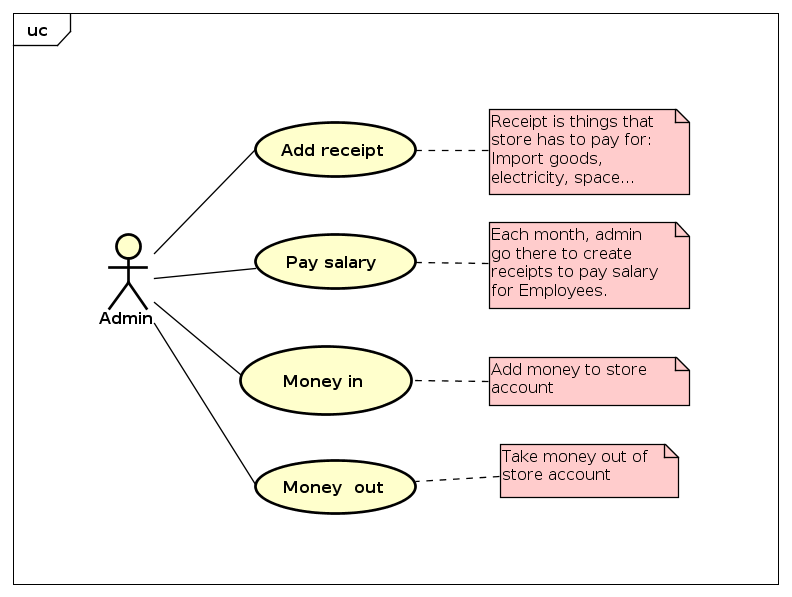 uc
Add receipt
Receipt is things that
store has to pay for:
Import goods,
electricity, space...
Pay salary
Each month, admin
go there to create
receipts to pay salary
for Employees.
Admin
Money in
Add money to store
account
Money  out
Take money out of
store account